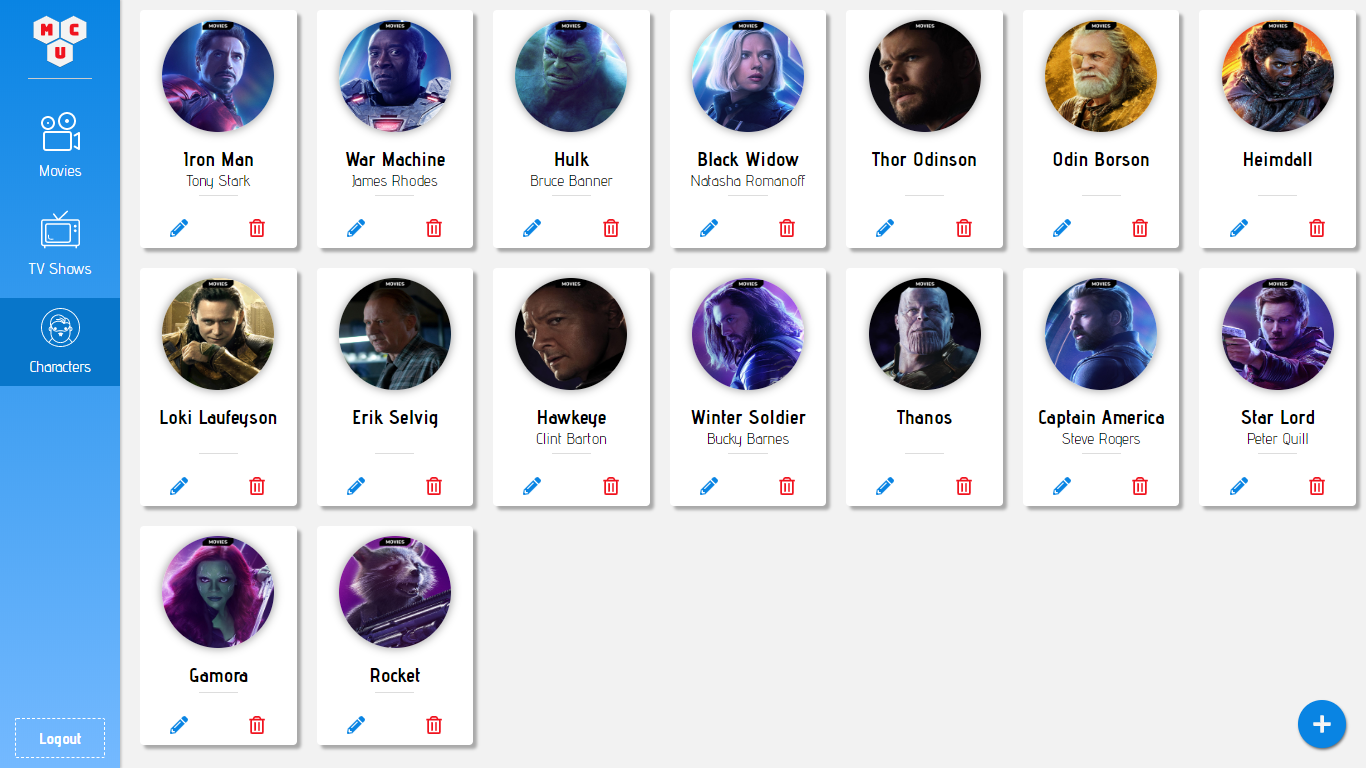 M C
U
Movies
TV Shows
Characters
Logout
MOVIES
Iron Man
Tony Stark
MOVIES
War Machine
James Rhodes
MOVIES
Hulk
Bruce Banner
MOVIES
Black Widow
Natasha Romanoff
Thor Odinson
MOVIES
Odin Borson
MOVIES
Heimdall
MOVIES
Loki Laufeyson
Erik Selvig
MOVIES
Hawkeye
Clint Barton
MOVIES
Winter Soldier
Bucky Barnes
MOVIES
Thanos
MOVIES
Captain America
Steve Rogers
MOVIES
Star Lord
Peter Quill
MOVIES
Gamora
MOVIES
Rocket